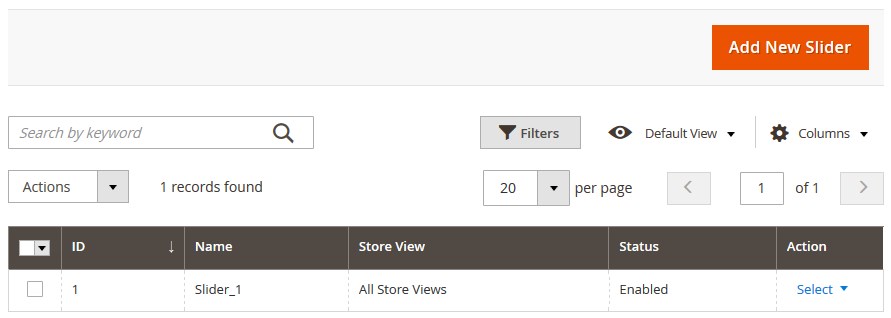 Add New Slider
Search by keyword
Filters
Default View
Columns
Actions
1 records found
20
per page
1
of 1
ID ↓ Name Store View Status Action
1 Slider_1 All Store Views Enabled Select